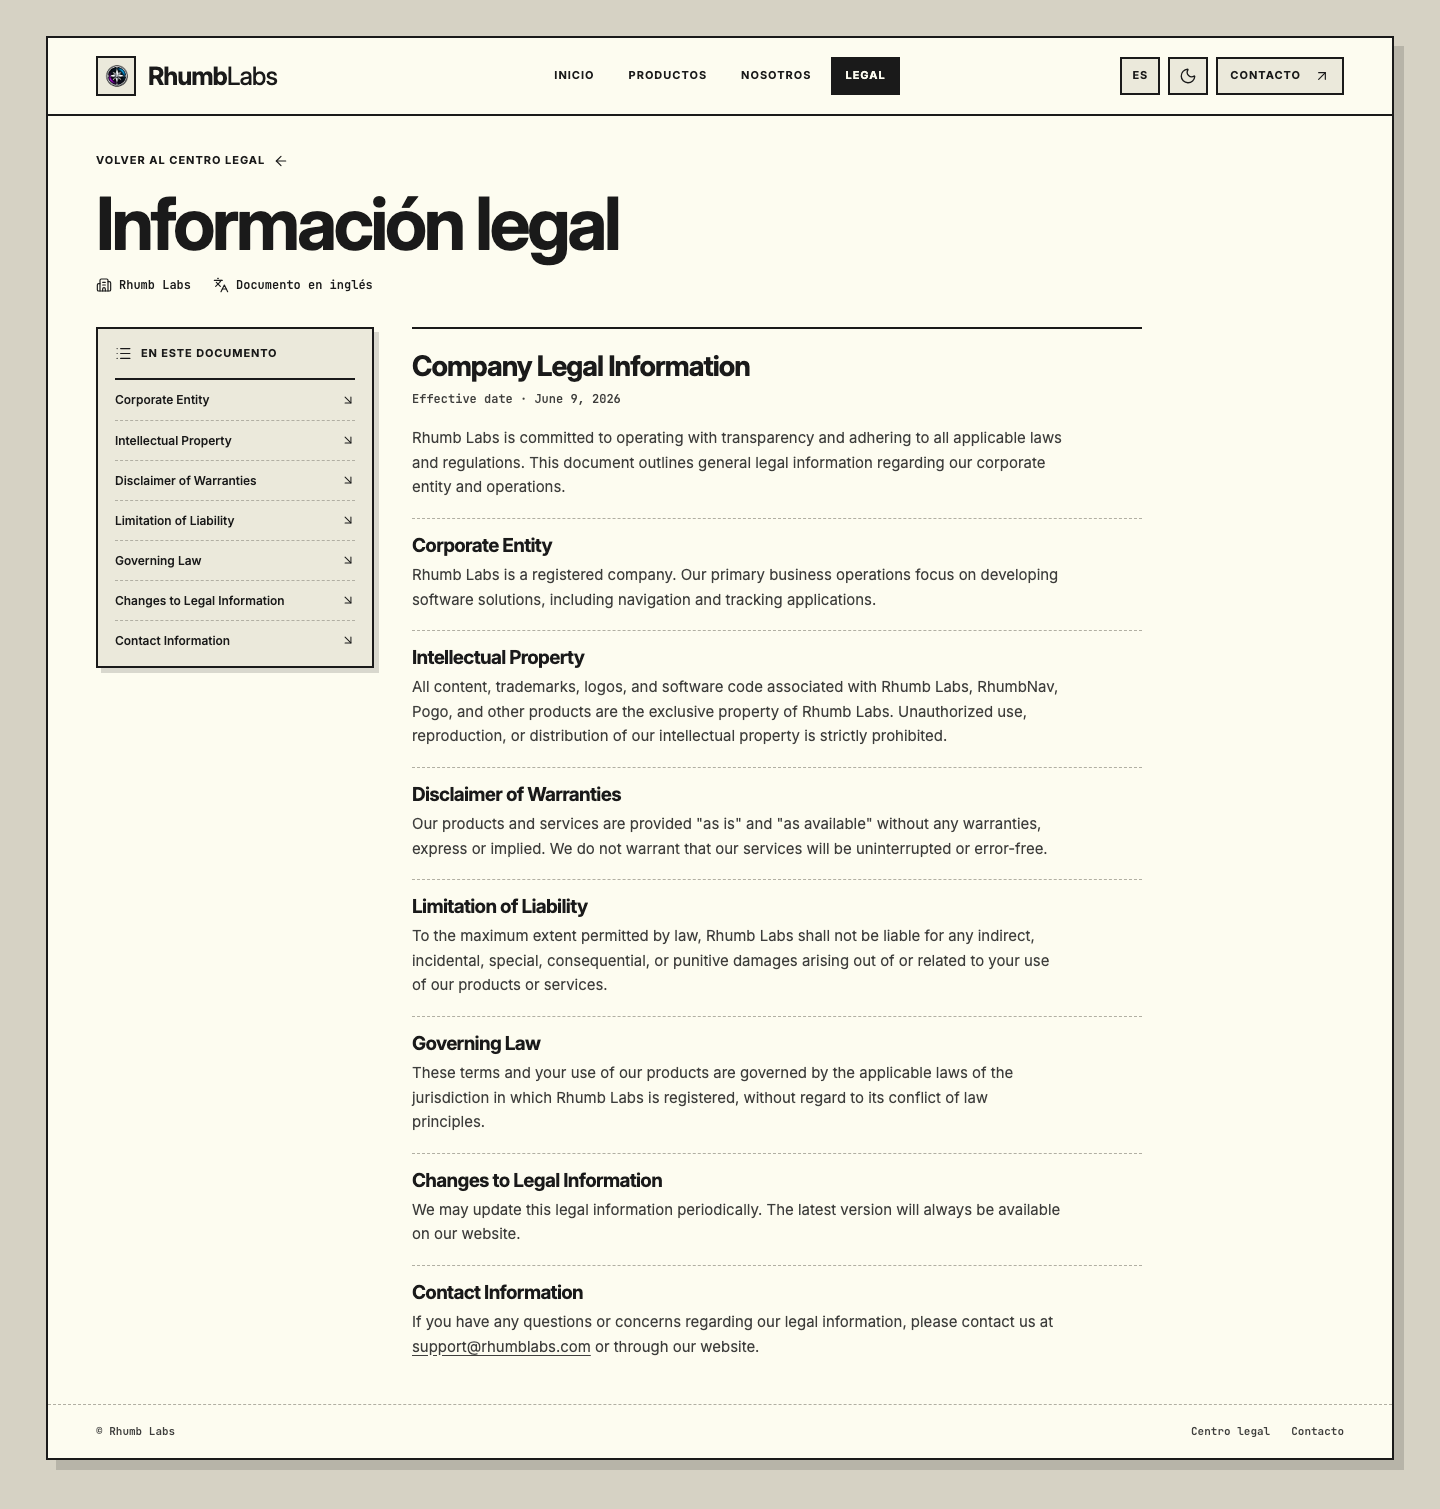 RhumbLabs
INICIO
PRODUCTOS
NOSOTROS
LEGAL
ES
CONTACTO
VOLVER AL CENTRO LEGAL
Información legal
Rhumb Labs
Documento en inglés
EN ESTE DOCUMENTO
Corporate Entity
Intellectual Property
Disclaimer of Warranties
Limitation of Liability
Governing Law
Changes to Legal Information
Contact Information
Company Legal Information
Effective date · June 9, 2026
Rhumb Labs is committed to operating with transparency and adhering to all applicable laws
and regulations. This document outlines general legal information regarding our corporate
entity and operations.
Corporate Entity
Rhumb Labs is a registered company. Our primary business operations focus on developing
software solutions, including navigation and tracking applications.
Intellectual Property
All content, trademarks, logos, and software code associated with Rhumb Labs, RhumbNav,
Pogo, and other products are the exclusive property of Rhumb Labs. Unauthorized use,
reproduction, or distribution of our intellectual property is strictly prohibited.
Disclaimer of Warranties
Our products and services are provided "as is" and "as available" without any warranties,
express or implied. We do not warrant that our services will be uninterrupted or error-free.
Limitation of Liability
To the maximum extent permitted by law, Rhumb Labs shall not be liable for any indirect,
incidental, special, consequential, or punitive damages arising out of or related to your use
of our products or services.
Governing Law
These terms and your use of our products are governed by the applicable laws of the
jurisdiction in which Rhumb Labs is registered, without regard to its conflict of law
principles.
Changes to Legal Information
We may update this legal information periodically. The latest version will always be available
on our website.
Contact Information
If you have any questions or concerns regarding our legal information, please contact us at
support@rhumblabs.com or through our website.
© Rhumb Labs
Centro legal
Contacto